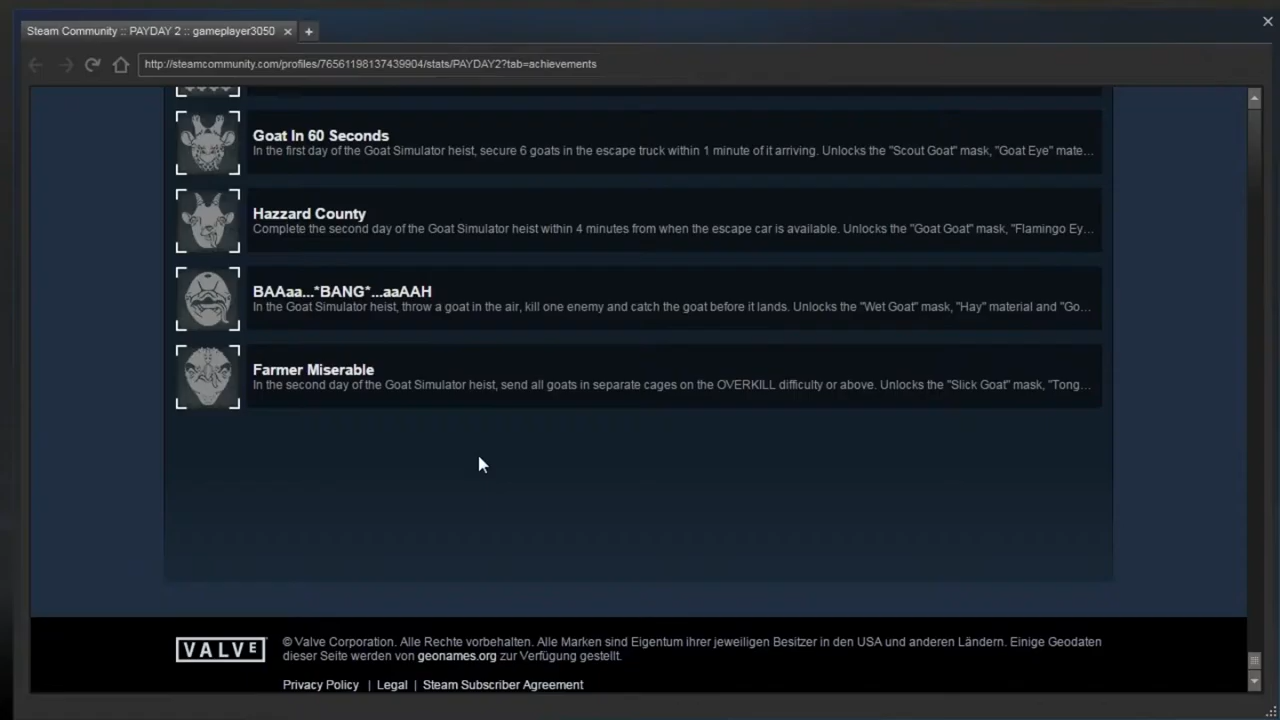 Steam Community :: PAYDAY 2 :: gameplayer3050
http://steamcommunity.com/profiles/76561198137439904/stats/PAYDAY2?tab=achievements
Goat In 60 Seconds
In the first day of the Goat Simulator heist, secure 6 goats in the escape truck within 1 minute of it arriving. Unlocks the "Scout Goat" mask, "Goat Eye" mate...
Hazzard County
Complete the second day of the Goat Simulator heist within 4 minutes from when the escape car is available. Unlocks the "Goat Goat" mask, "Flamingo Ey...
BAAaa...*BANG*...aaAAH
In the Goat Simulator heist, throw a goat in the air, kill one enemy and catch the goat before it lands. Unlocks the "Wet Goat" mask, "Hay" material and "Go...
Farmer Miserable
In the second day of the Goat Simulator heist, send all goats in separate cages on the OVERKILL difficulty or above. Unlocks the "Slick Goat" mask, "Tong...
VALVE
© Valve Corporation. Alle Rechte vorbehalten. Alle Marken sind Eigentum ihrer jeweiligen Besitzer in den USA und anderen Ländern. Einige Geodaten
dieser Seite werden von geonames.org zur Verfügung gestellt.
Privacy Policy | Legal | Steam Subscriber Agreement